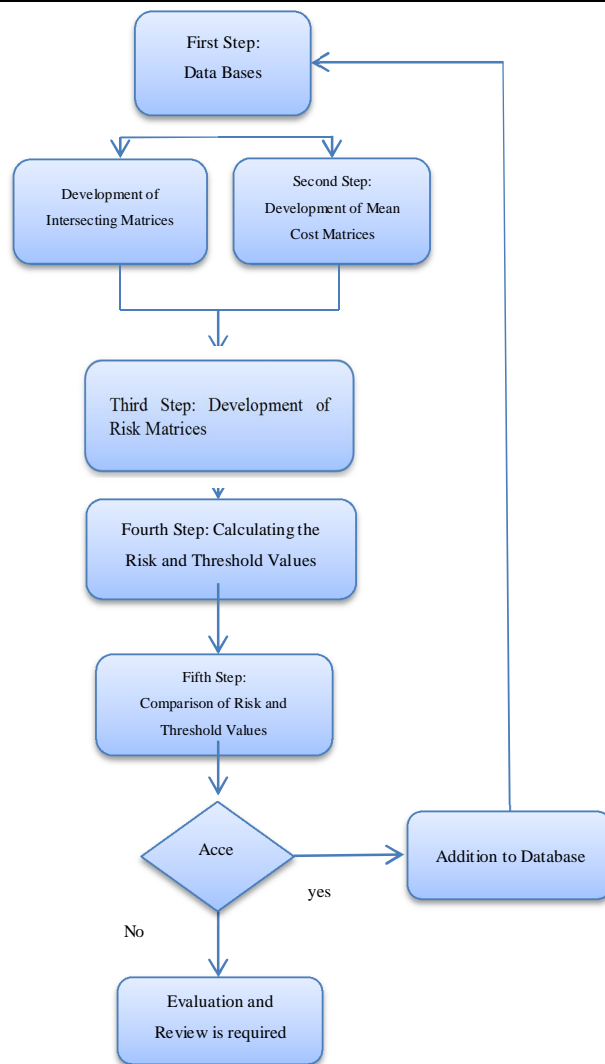 First Step:
Data Bases
Development of
Intersecting Matrices
Second Step:
Development of Mean
Cost Matrices
Third Step: Development of
Risk Matrices
Fourth Step: Calculating the
Risk and Threshold Values
Fifth Step:
Comparison of Risk and
Threshold Values
Acce
yes
Addition to Database
No
Evaluation and
Review is required